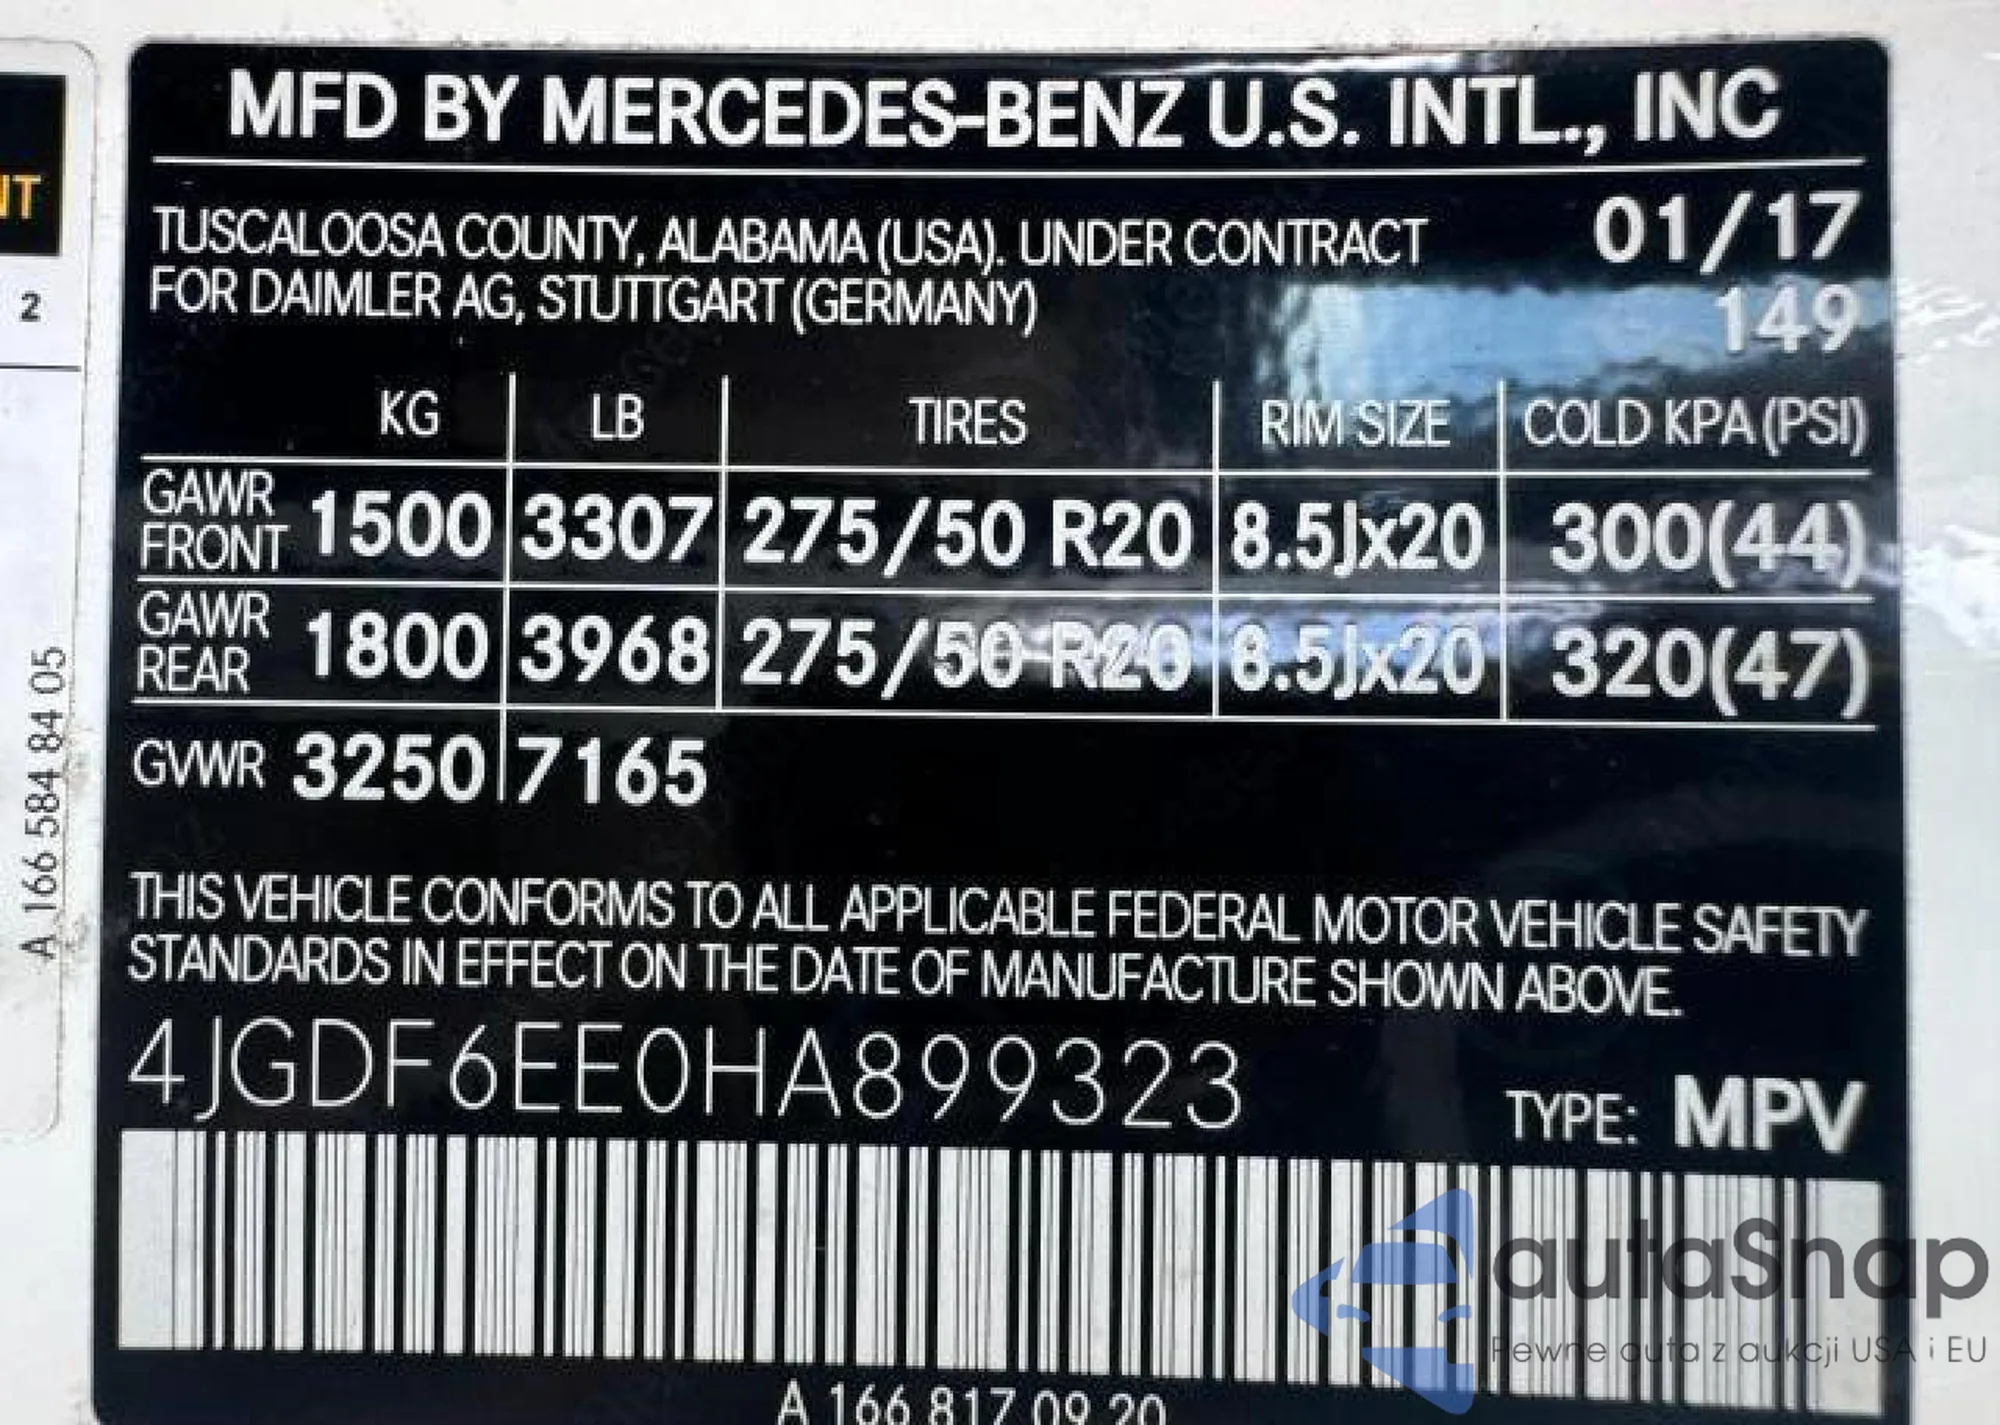 MFD BY MERCEDES-BENZ U.S. INTL., INC
TUSCALOOSA COUNTY, ALABAMA (USA). UNDER CONTRACT
FOR DAIMLER AG, STUTTGART (GERMANY)
01/17
149
KG LB TIRES RIM SIZE COLD KPA (PSI)
GAWR FRONT 1500 3307 275/50 R20 8.5Jx20 300(44)
GAWR REAR 1800 3968 275/50 R20 8.5Jx20 320(47)
GVWR 3250 7165
THIS VEHICLE CONFORMS TO ALL APPLICABLE FEDERAL MOTOR VEHICLE SAFETY
STANDARDS IN EFFECT ON THE DATE OF MANUFACTURE SHOWN ABOVE.
4JGDF6EE0HA899323
TYPE: MPV
A 166 817 09 20
NT
2
A 166 584 84 05
autaSnap
Pewne auta z aukcji USA i EU